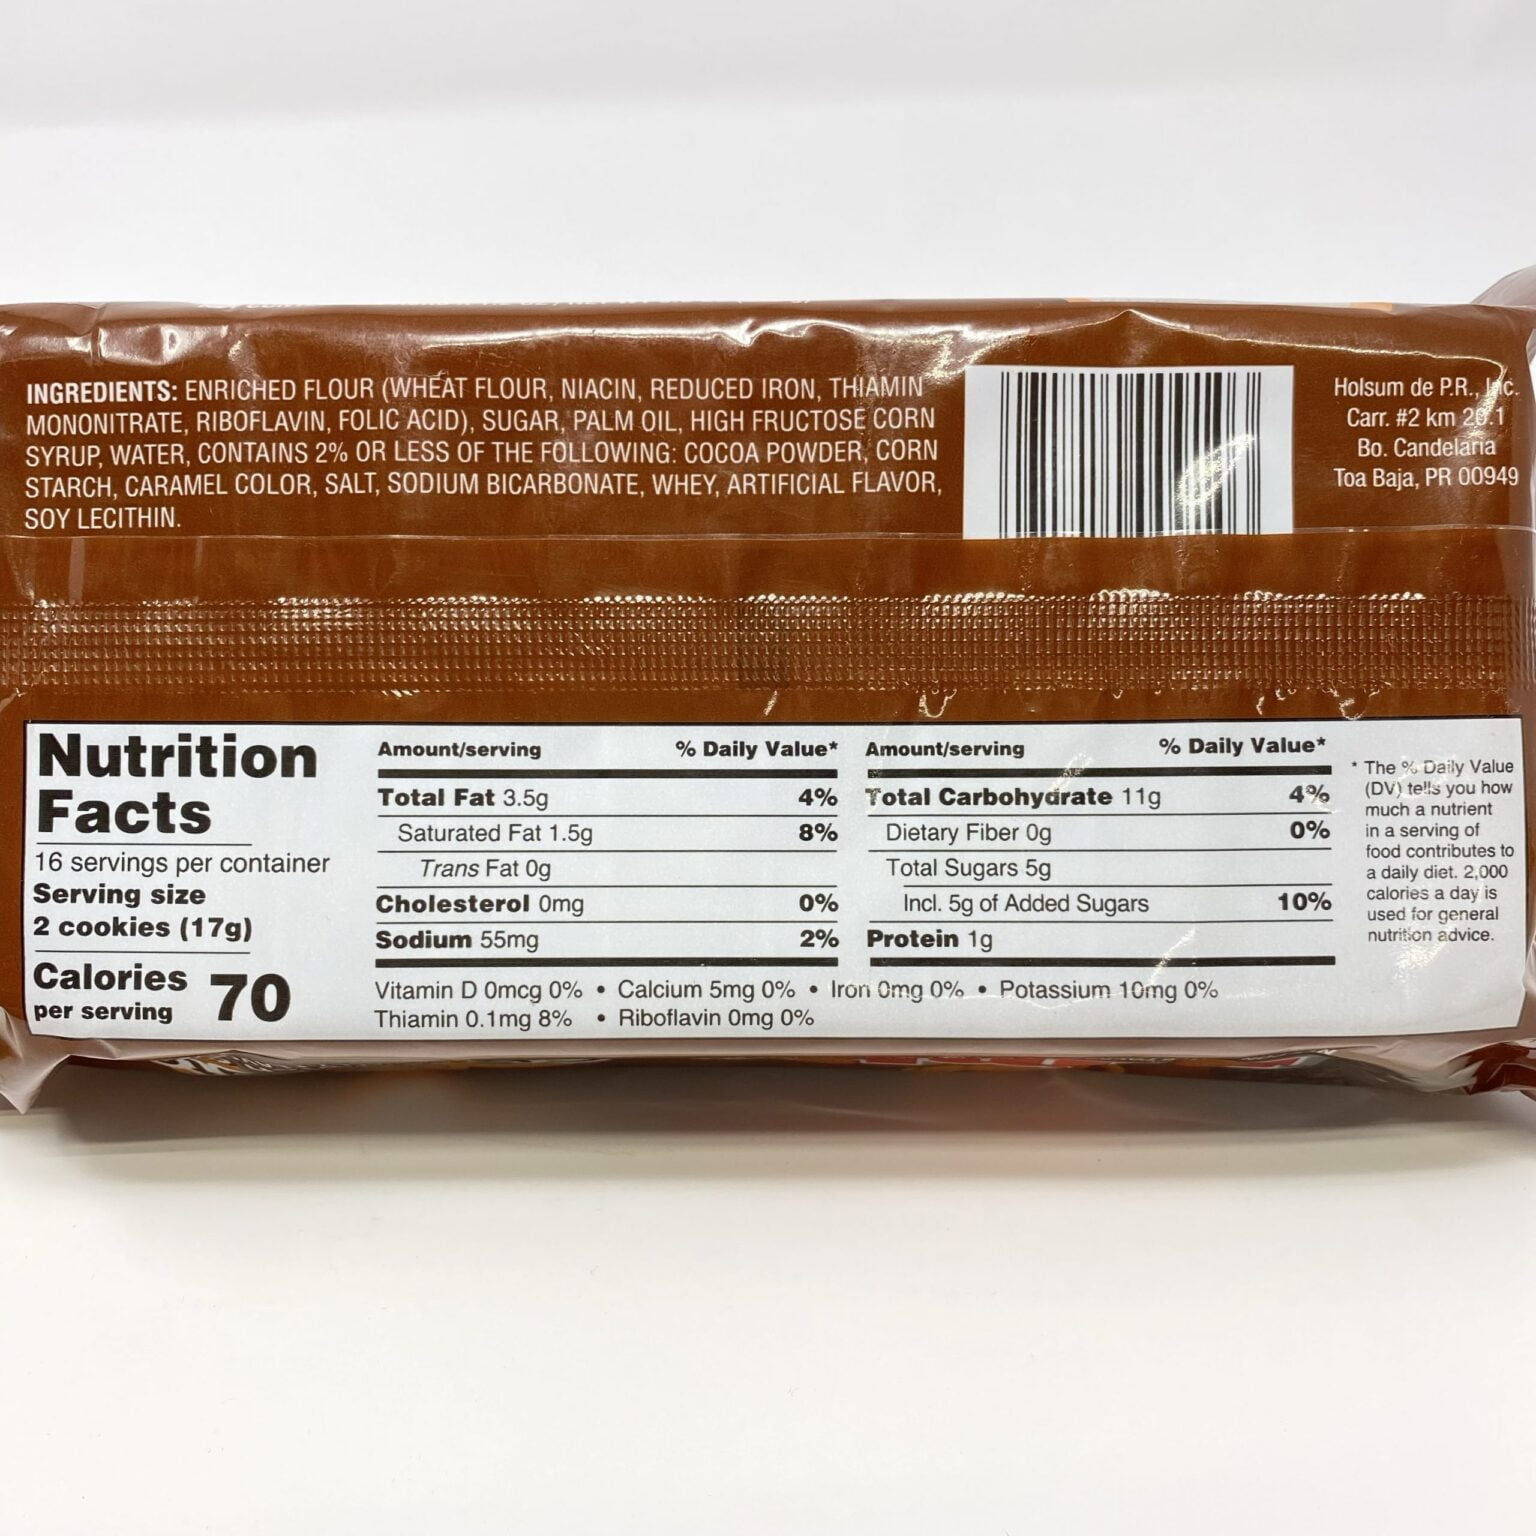 INGREDIENTS: ENRICHED FLOUR (WHEAT FLOUR, NIACIN, REDUCED IRON, THIAMIN
MONONITRATE, RIBOFLAVIN, FOLIC ACID), SUGAR, PALM OIL, HIGH FRUCTOSE CORN
SYRUP, WATER, CONTAINS 2% OR LESS OF THE FOLLOWING: COCOA POWDER, CORN
STARCH, CARAMEL COLOR, SALT, SODIUM BICARBONATE, WHEY, ARTIFICIAL FLAVOR,
SOY LECITHIN.
Holsum de P.R., Inc.
Carr. #2 km 20.1
Bo. Candelaria
Toa Baja, PR 00949
Nutrition
Facts
16 servings per container
Serving size
2 cookies (17g)
Calories
per serving 70
Amount/serving % Daily Value*
Total Fat 3.5g 4%
Saturated Fat 1.5g 8%
Trans Fat 0g
Cholesterol 0mg 0%
Sodium 55mg 2%
Amount/serving % Daily Value*
Total Carbohydrate 11g 4%
Dietary Fiber 0g 0%
Total Sugars 5g
Incl. 5g of Added Sugars 10%
Protein 1g
Vitamin D 0mcg 0% • Calcium 5mg 0% • Iron 0mg 0% • Potassium 10mg 0%
Thiamin 0.1mg 8% • Riboflavin 0mg 0%
* The % Daily Value
(DV) tells you how
much a nutrient
in a serving of
food contributes to
a daily diet. 2,000
calories a day is
used for general
nutrition advice.